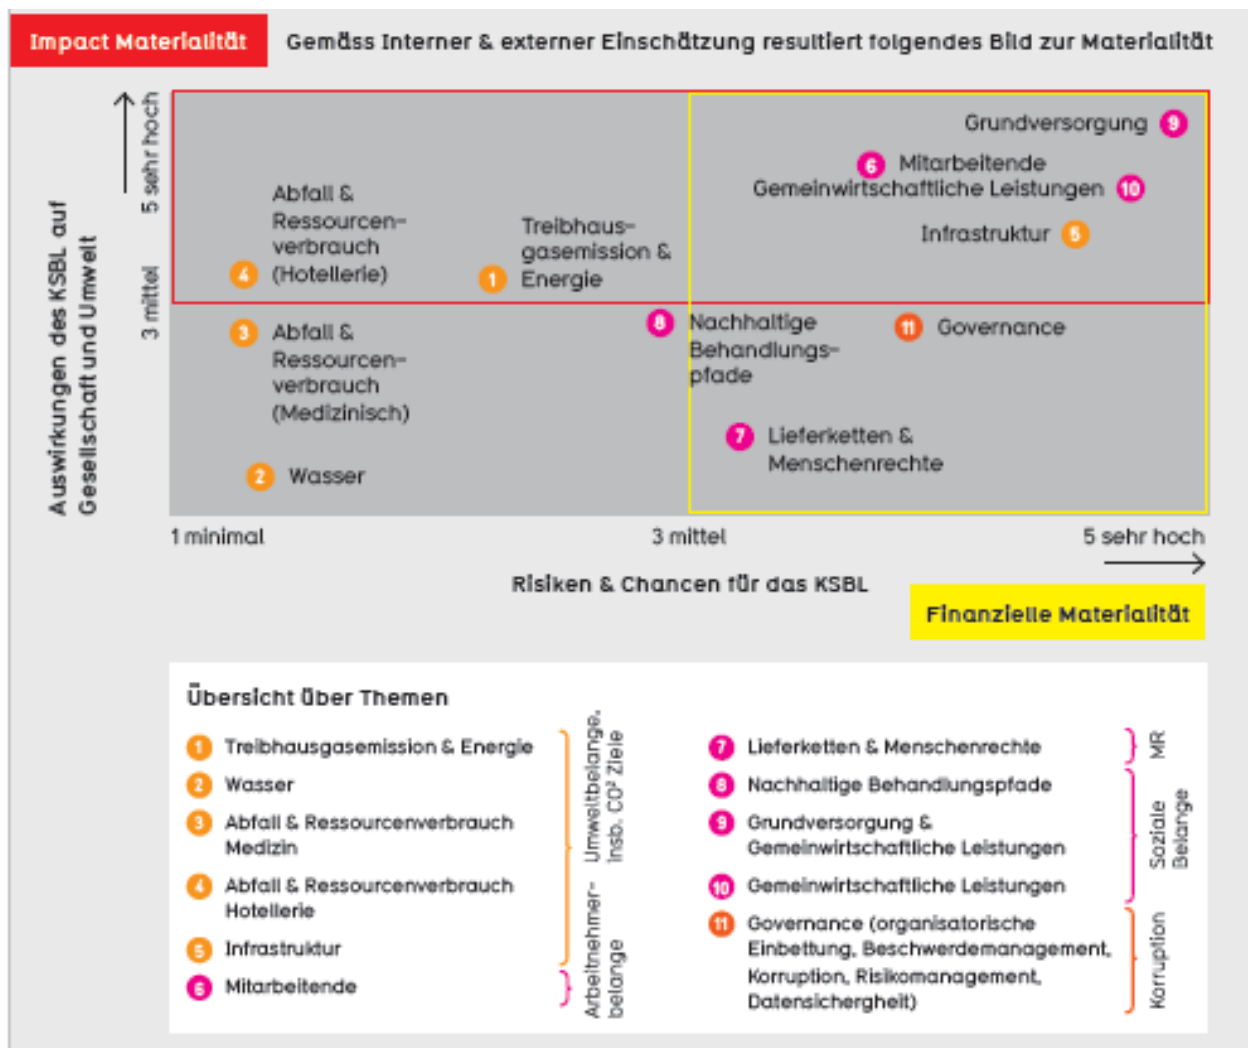 Impact Materialität
Gemäss Interner & externer Einschätzung resultiert folgendes Bild zur Materialität
Auswirkungen des KSBL auf
Gesellschaft und Umwelt
5 sehr hoch
3 mittel
Grundversorgung 9
6 Mitarbeitende
Gemeinwirtschaftliche Leistungen 10
Infrastruktur 5
Abfall &
Ressourcen-
verbrauch
4 (Hotellerie)
Treibhaus-
gasemission &
1 Energie
3 Abfall &
Ressourcen-
verbrauch
(Medizinisch)
8 Nachhaltige
Behandlungs-
pfade
11 Governance
7 Lieferketten &
Menschenrechte
2 Wasser
1 minimal
3 mittel
5 sehr hoch
Risiken & Chancen für das KSBL
Finanzielle Materialität
Übersicht über Themen
1 Treibhausgasemission & Energie
2 Wasser
3 Abfall & Ressourcenverbrauch
Medizin
4 Abfall & Ressourcenverbrauch
Hotellerie
5 Infrastruktur
6 Mitarbeitende
Umweltbelange,
insb. CO² Ziele
Arbeitnehmer-
belange
7 Lieferketten & Menschenrechte
8 Nachhaltige Behandlungspfade
9 Grundversorgung &
Gemeinwirtschaftliche Leistungen
10 Gemeinwirtschaftliche Leistungen
11 Governance (organisatorische
Einbettung, Beschwerdemanagement,
Korruption, Risikomanagement,
Datensichergheit)
MR
Soziale
Belange
Korruption